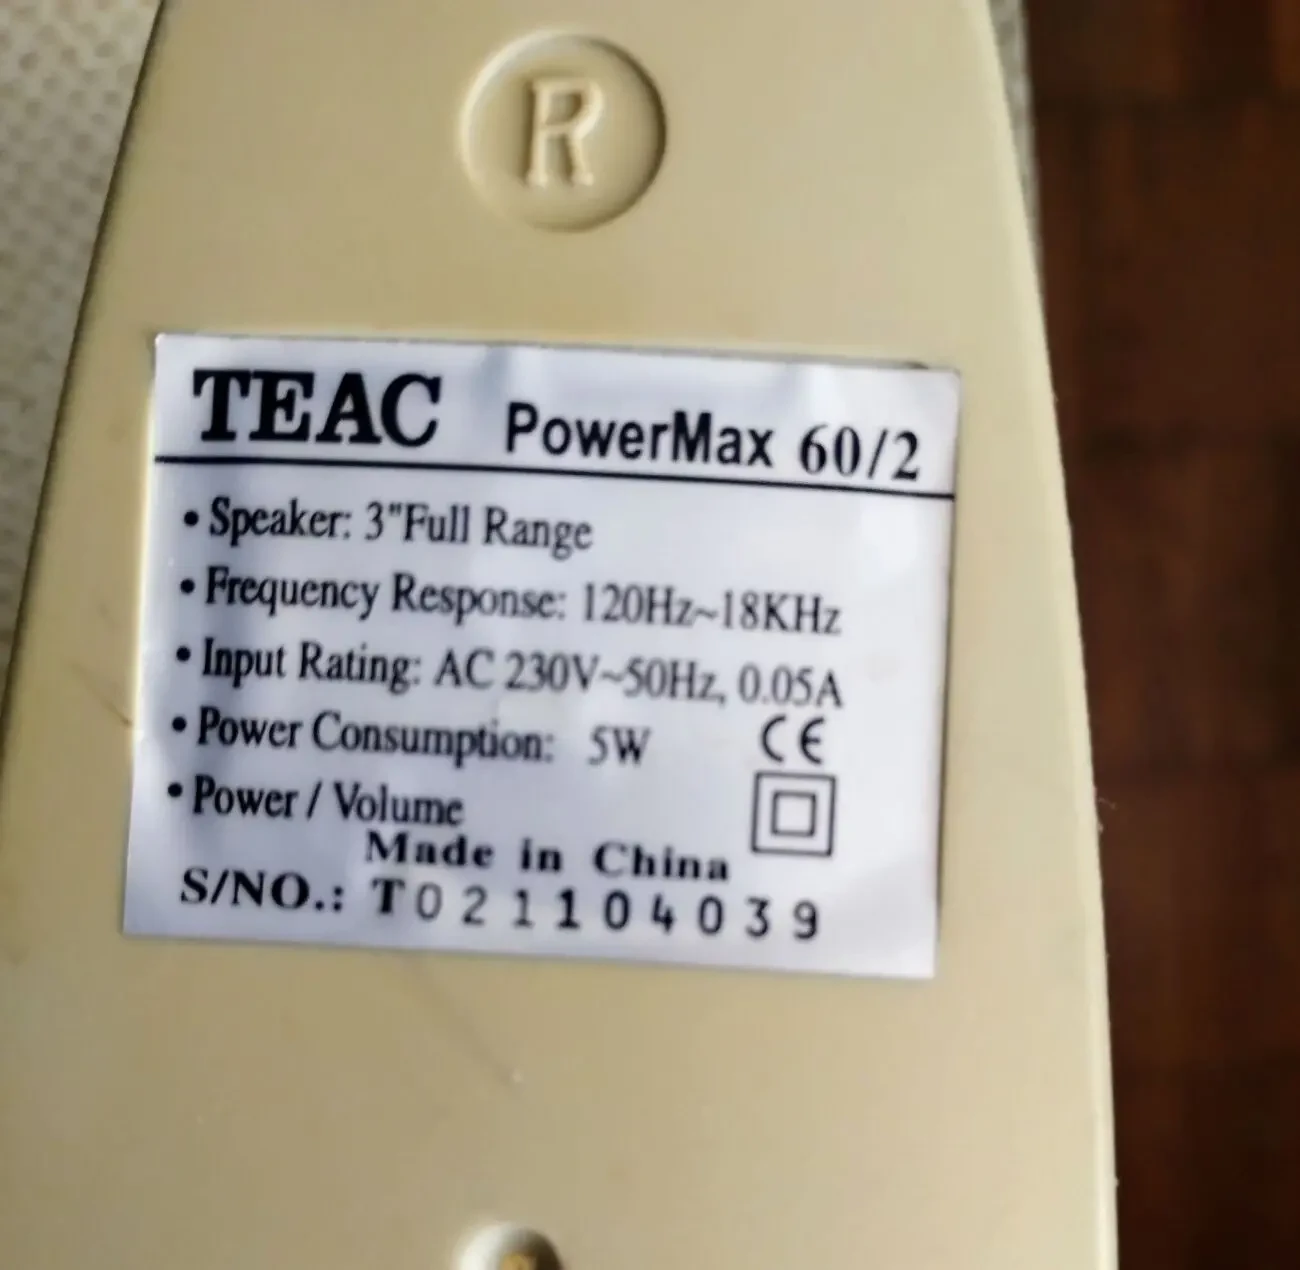 R
TEAC PowerMax 60/2
• Speaker: 3"Full Range
• Frequency Response: 120Hz~18KHz
• Input Rating: AC 230V~50Hz, 0.05A
• Power Consumption: 5W CE
• Power / Volume
Made in China
S/NO.: T021104039